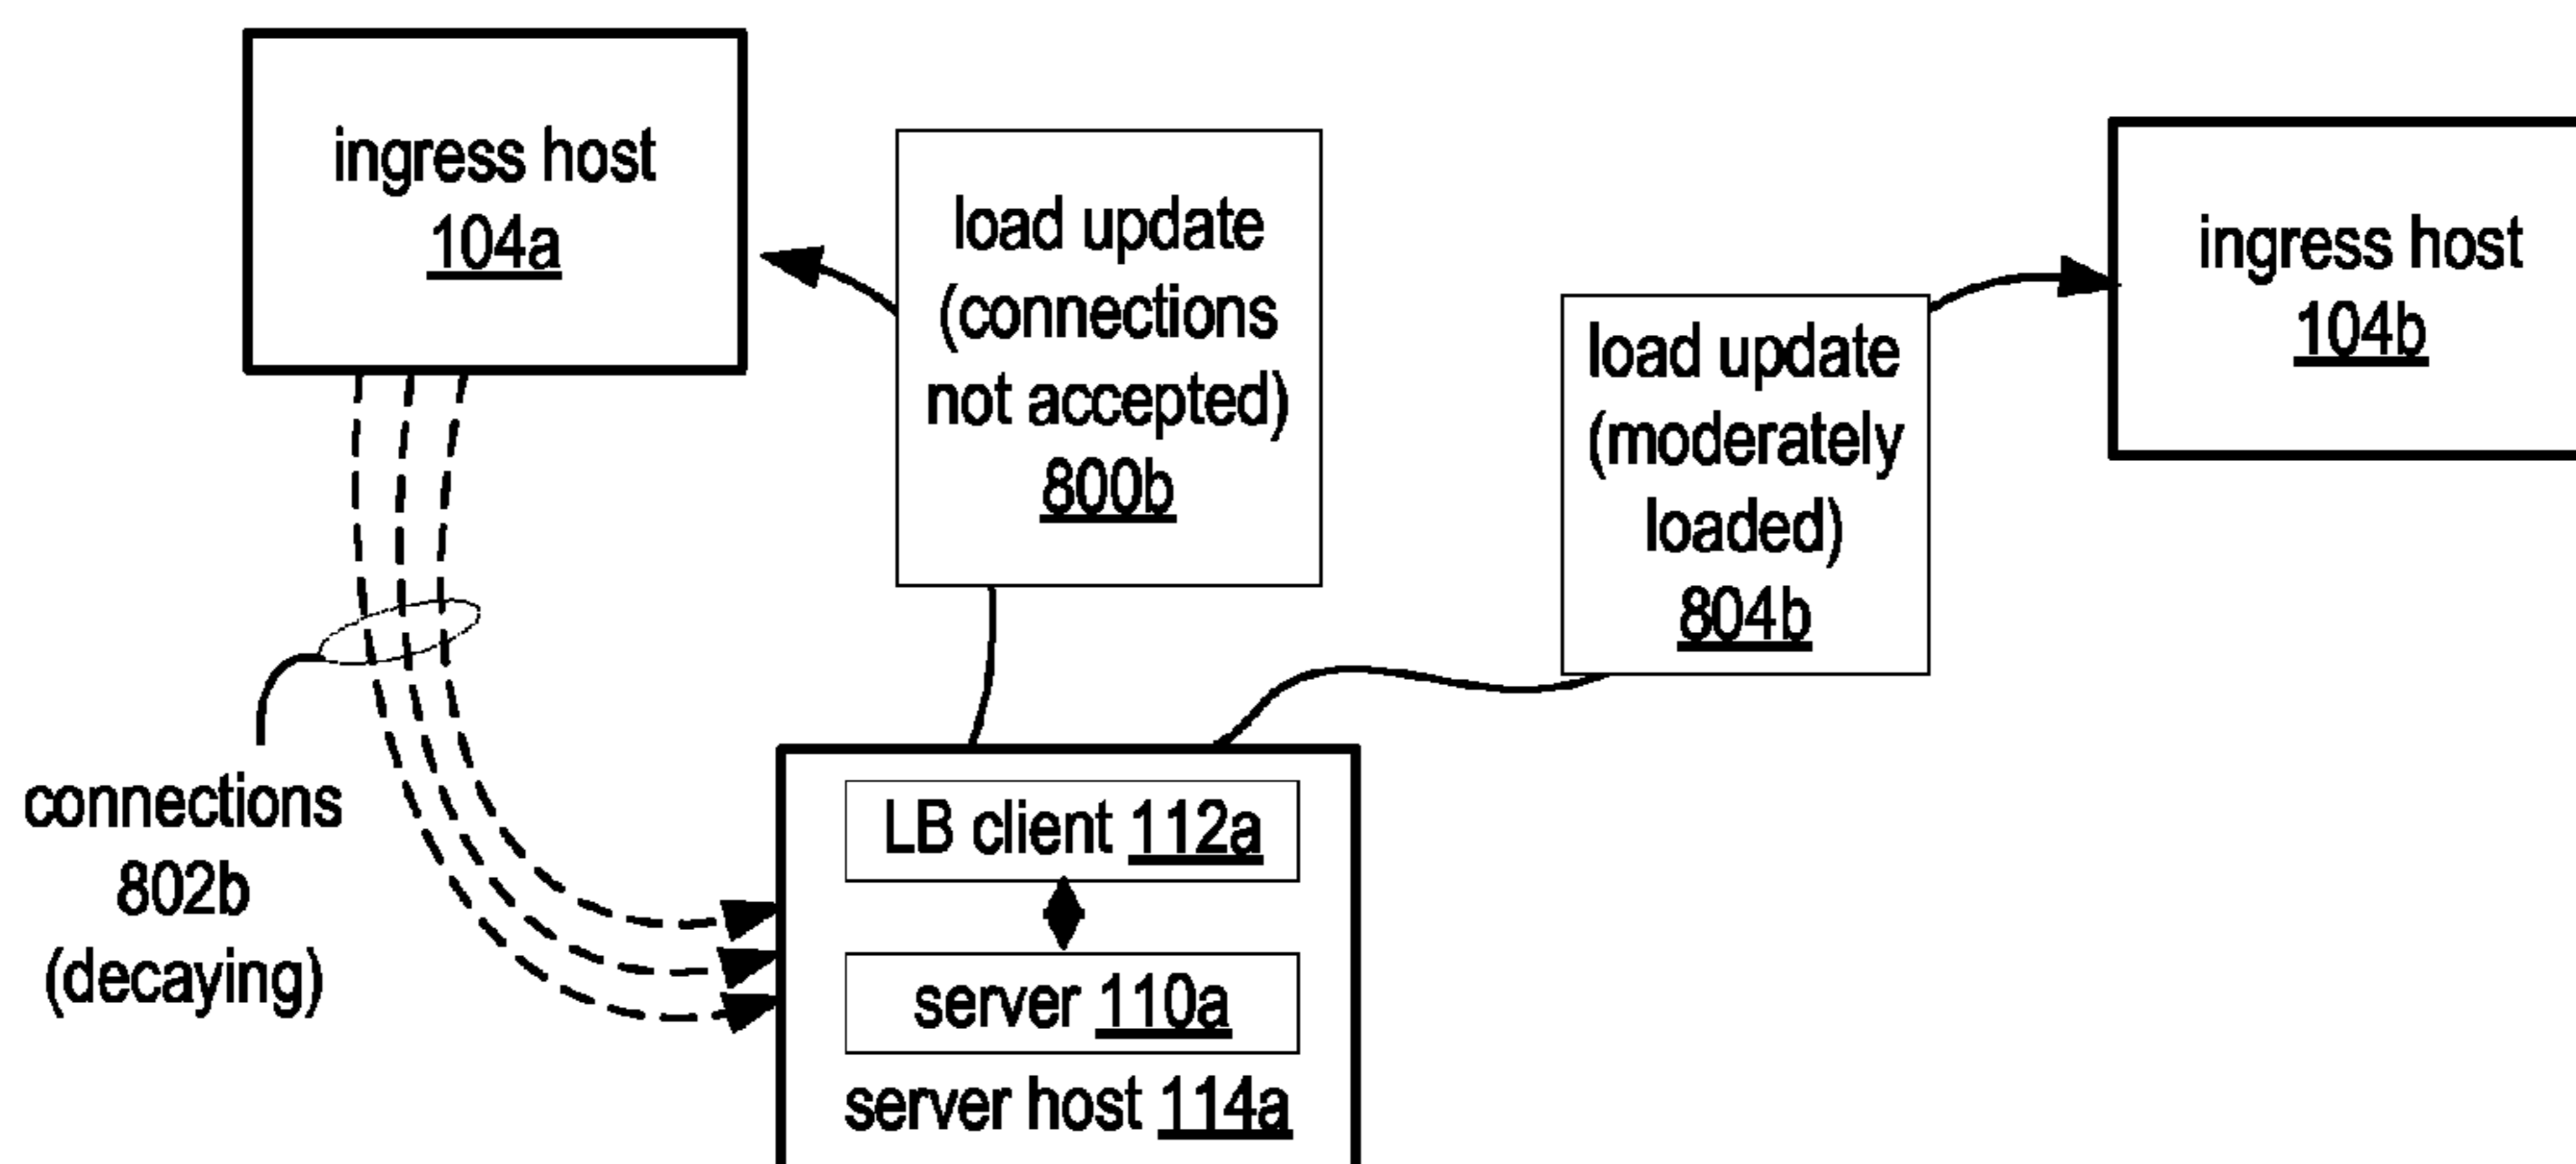 ingress host
104a
load update
(connections
not accepted)
800b
load update
(moderately
loaded)
804b
ingress host
104b
connections
802b
(decaying)
LB client 112a
server 110a
server host 114a